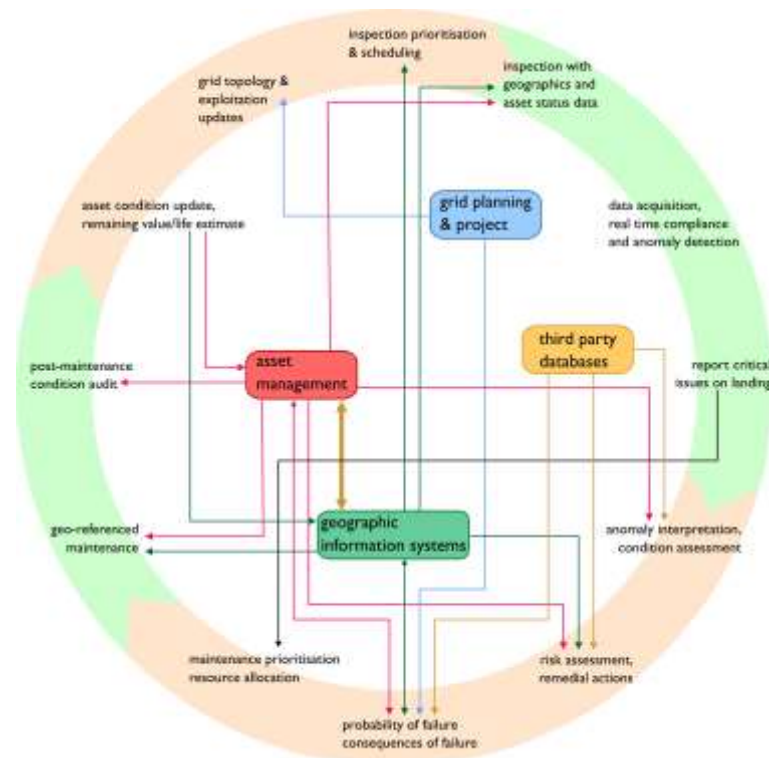 inspection prioritisation
& scheduling
inspection with
geographics and
asset status data
grid topology &
exploitation
updates
asset condition update,
remaining value/life estimate
grid planning
& project
data acquisition,
real time compliance
and anomaly detection
third party
databases
asset
management
post-maintenance
condition audit
report critical
issues on landing
geographic
information systems
geo-referenced
maintenance
anomaly interpretation,
condition assessment
maintenance prioritisation
resource allocation
risk assessment,
remedial actions
probability of failure
consequences of failure